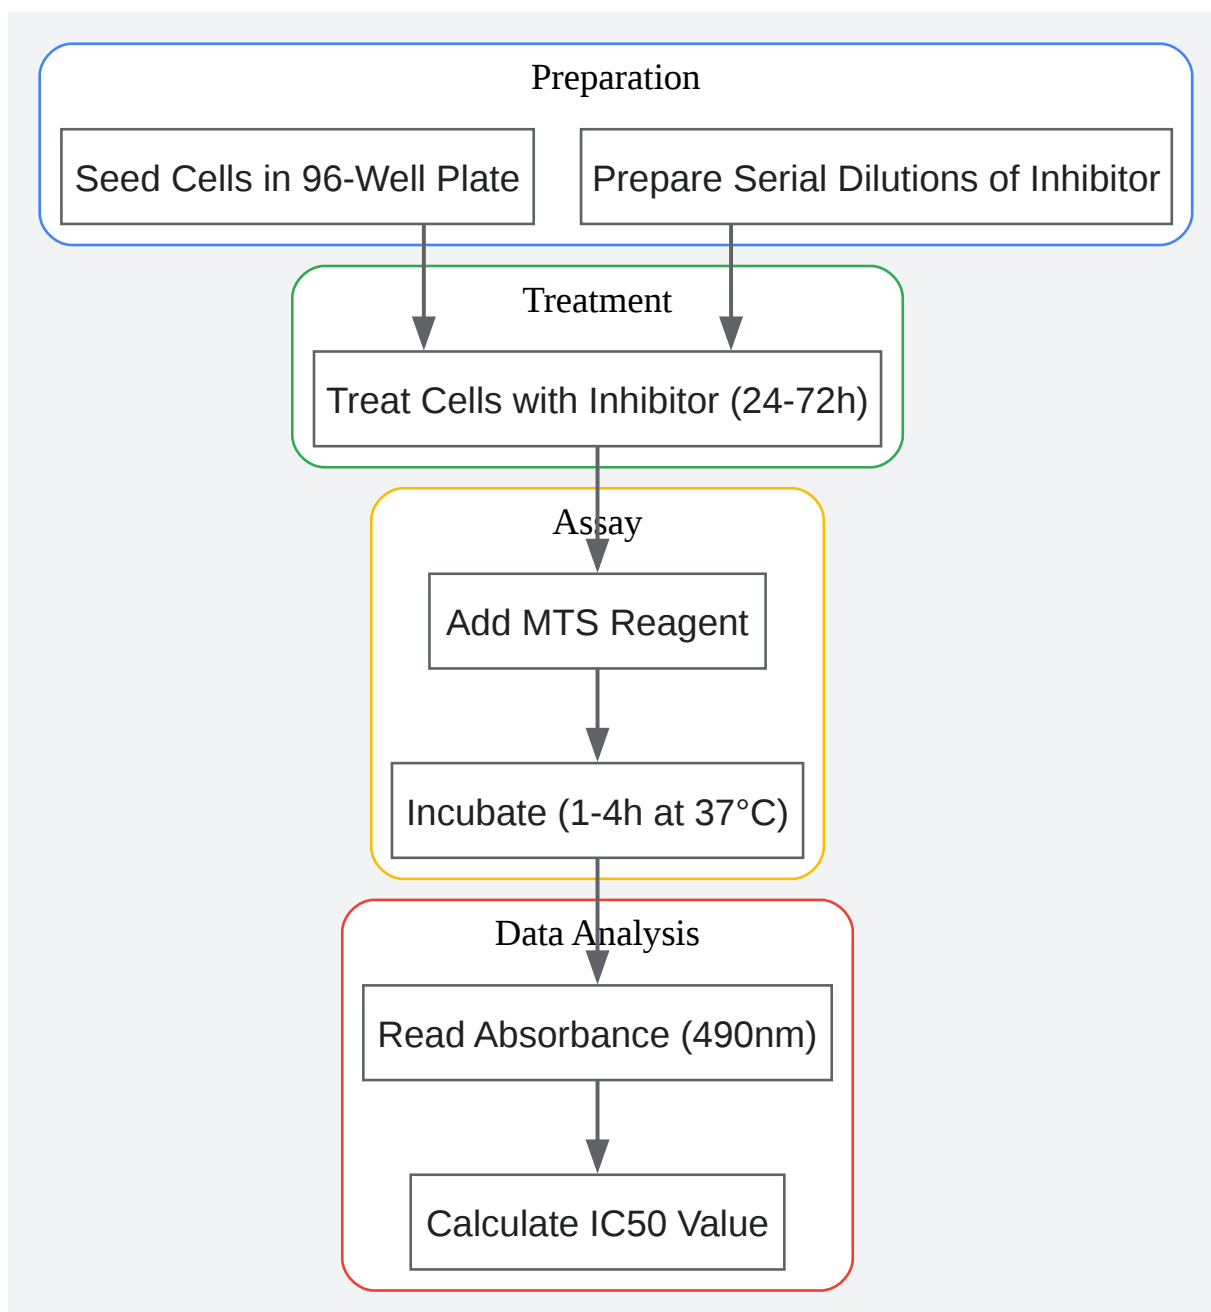 Preparation
Seed Cells in 96-Well Plate
Prepare Serial Dilutions of Inhibitor
Treatment
Treat Cells with Inhibitor (24-72h)
Assay
Add MTS Reagent
Incubate (1-4h at 37°C)
Data Analysis
Read Absorbance (490nm)
Calculate IC50 Value